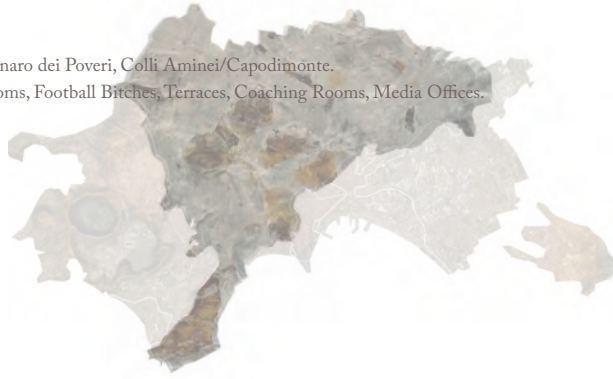 naro dei Poveri, Colli Aminei/Capodimonte.
oms, Football Bitches, Terraces, Coaching Rooms, Media Offices.